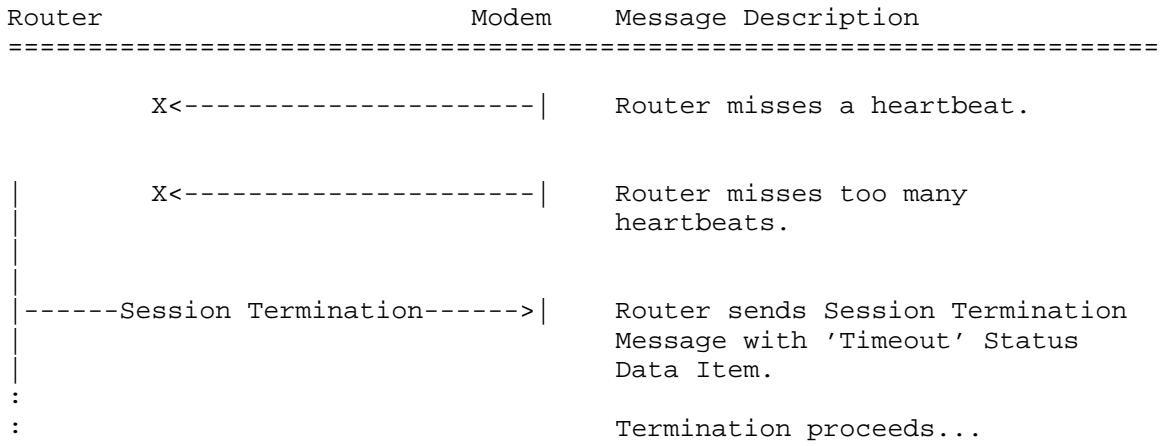 Router                       Modem    Message Description
========================================================================

         X<----------------------|    Router misses a heartbeat.

|        X<----------------------|    Router misses too many
|                                     heartbeats.
|
|
|------Session Termination------>|    Router sends Session Termination
|                                     Message with 'Timeout' Status
|                                     Data Item.
:
:                                     Termination proceeds...